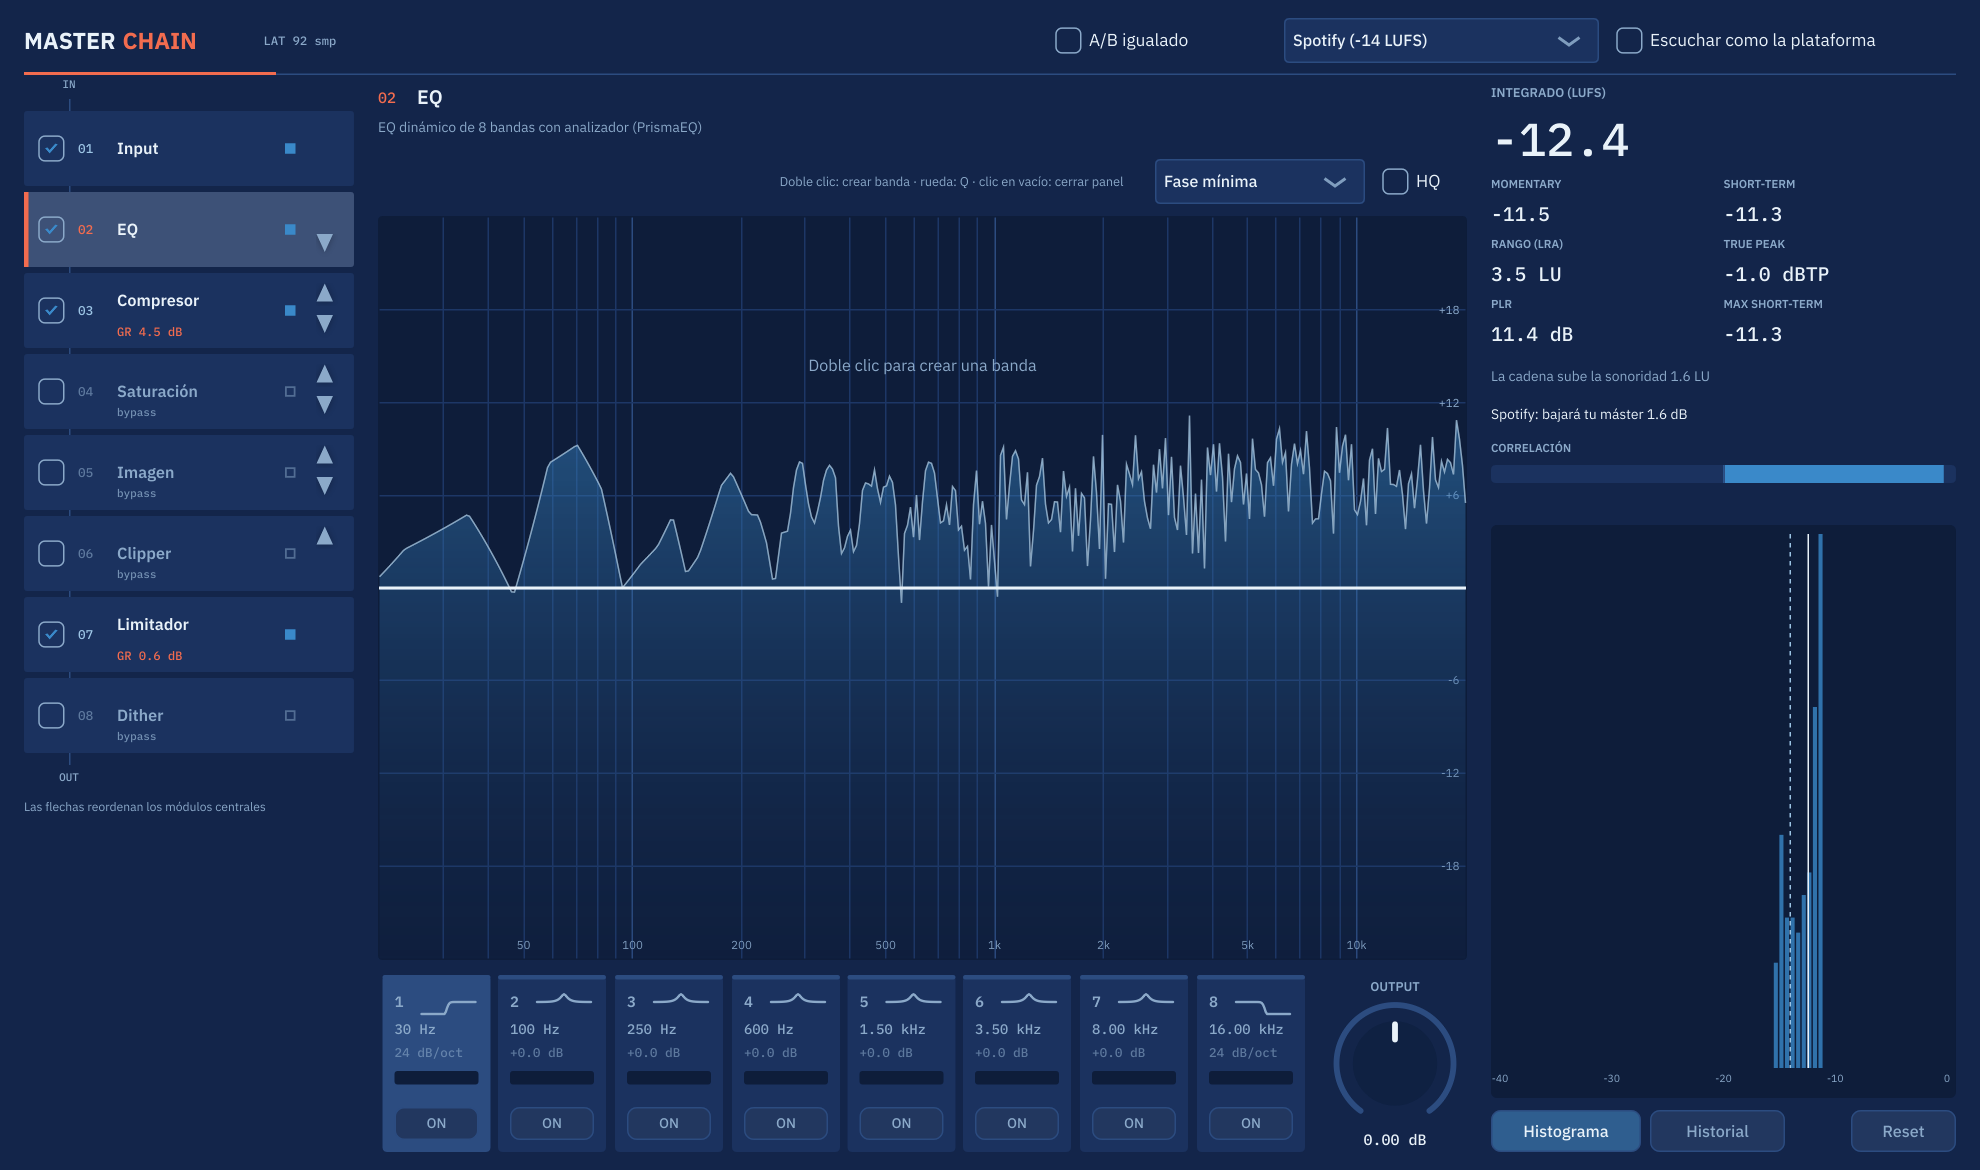 MASTER CHAIN
LAT 92 smp
A/B igualado
Spotify (-14 LUFS)
Escuchar como la plataforma
IN
01 Input
02 EQ
03 Compresor
GR 4.5 dB
04 Saturación
bypass
05 Imagen
bypass
06 Clipper
bypass
07 Limitador
GR 0.6 dB
08 Dither
bypass
OUT
Las flechas reordenan los módulos centrales
02 EQ
EQ dinámico de 8 bandas con analizador (PrismaEQ)
Doble clic: crear banda · rueda: Q · clic en vacío: cerrar panel
Fase mínima
HQ
Doble clic para crear una banda
+18
+12
+6
-6
-12
-18
50 100 200 500 1k 2k 5k 10k
1
30 Hz
24 dB/oct
ON
2
100 Hz
+0.0 dB
ON
3
250 Hz
+0.0 dB
ON
4
600 Hz
+0.0 dB
ON
5
1.50 kHz
+0.0 dB
ON
6
3.50 kHz
+0.0 dB
ON
7
8.00 kHz
+0.0 dB
ON
8
16.00 kHz
24 dB/oct
ON
OUTPUT
0.00 dB
INTEGRADO (LUFS)
-12.4
MOMENTARY SHORT-TERM
-11.5 -11.3
RANGO (LRA) TRUE PEAK
3.5 LU -1.0 dBTP
PLR MAX SHORT-TERM
11.4 dB -11.3
La cadena sube la sonoridad 1.6 LU
Spotify: bajará tu máster 1.6 dB
CORRELACIÓN
-40 -30 -20 -10 0
Histograma Historial Reset